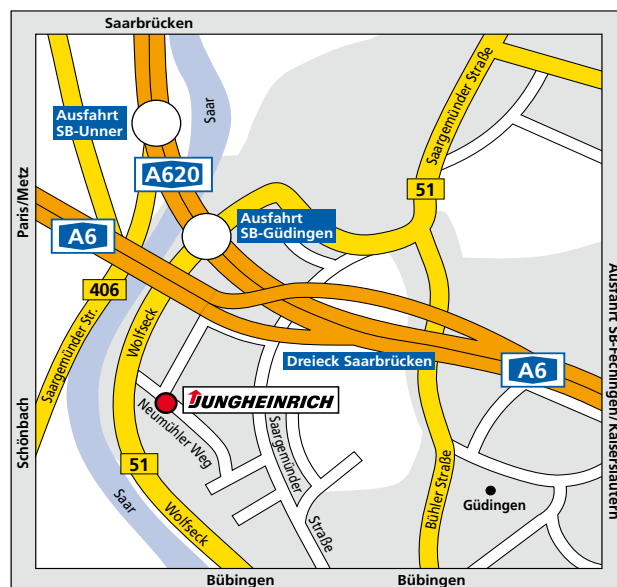 Saarbrücken
Ausfahrt
SB-Unner
Saar
Saargemünder Straße
A620
51
Paris/Metz
Ausfahrt
SB-Güdingen
A6
406
Saargemünder Str.
Wolfseck
Dreieck Saarbrücken
A6
Ausfahrt SB-Fechingen/Kaiserslautern
JUNGHEINRICH
Schönbach
Neumühler Weg
Saargemünder
Straße
51
Bühler Straße
Güdingen
Saar
Wolfseck
Bübingen
Bübingen